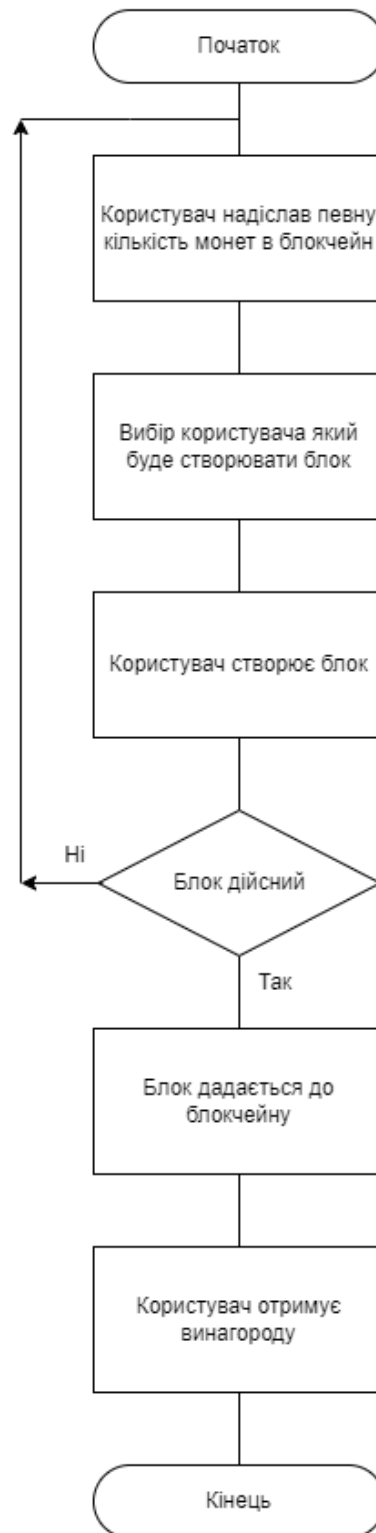 Початок
Користувач надіслав певну
кількість монет в блокчейн
Вибір користувача який
буде створювати блок
Користувач створює блок
Ні
Блок дійсний
Так
Блок дадається до
блокчейну
Користувач отримує
винагороду
Кінець